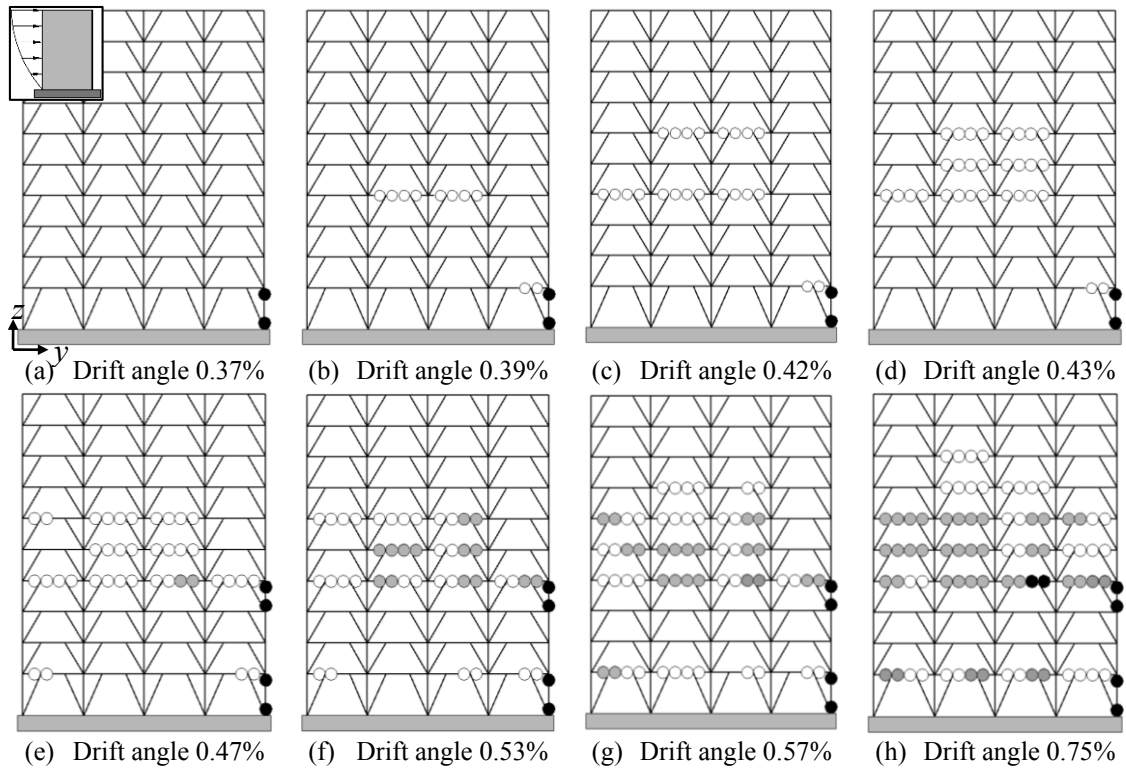 z
y
(a) Drift angle 0.37%
(b) Drift angle 0.39%
(c) Drift angle 0.42%
(d) Drift angle 0.43%
(e) Drift angle 0.47%
(f) Drift angle 0.53%
(g) Drift angle 0.57%
(h) Drift angle 0.75%